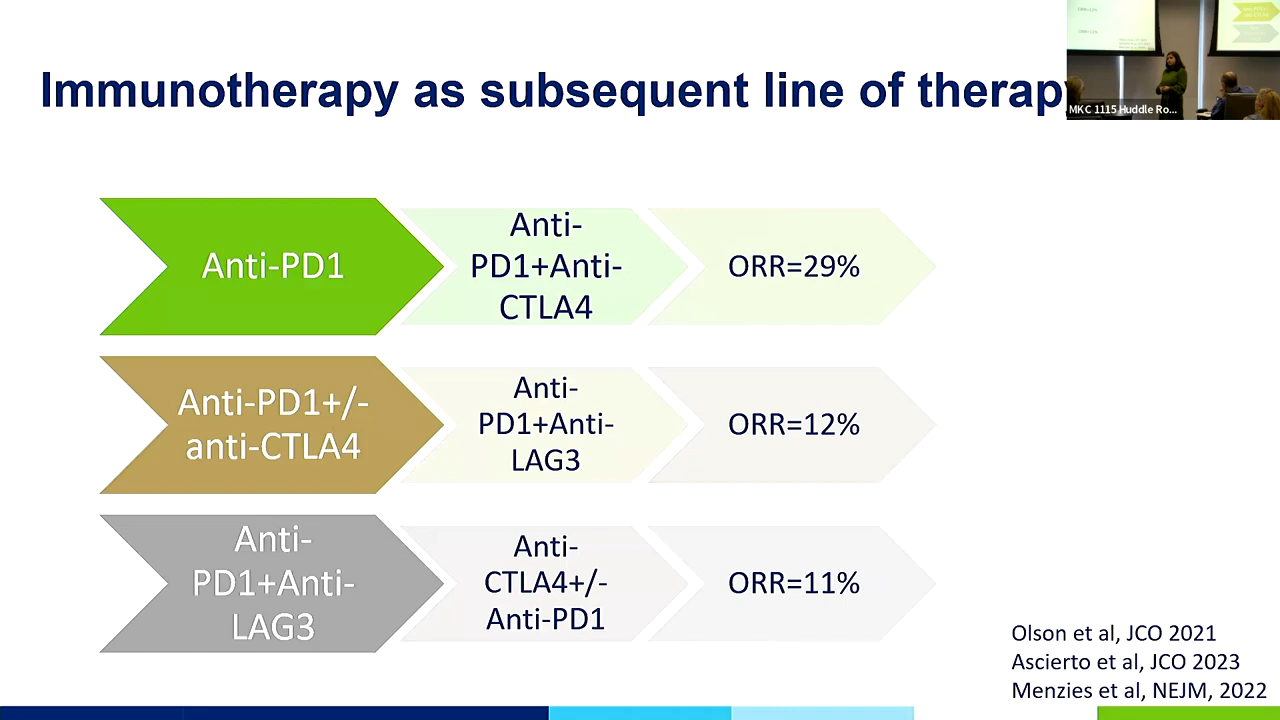 Immunotherapy as subsequent line of therapy
MKC 1115 Huddle Ro...
Anti-PD1
Anti-
PD1+Anti-
CTLA4
ORR=29%
Anti-PD1+/-
anti-CTLA4
Anti-
PD1+Anti-
LAG3
ORR=12%
Anti-
PD1+Anti-
LAG3
Anti-
CTLA4+/-
Anti-PD1
ORR=11%
Olson et al, JCO 2021
Ascierto et al, JCO 2023
Menzies et al, NEJM, 2022